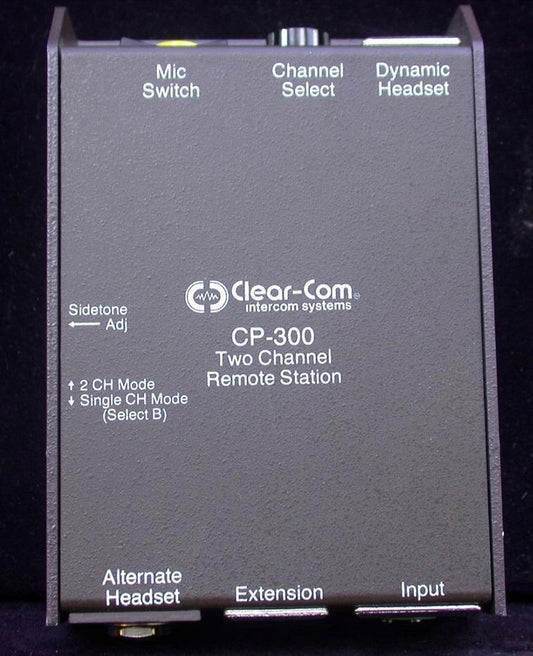 Mic
Switch
Channel
Select
Dynamic
Headset
Clear-Com
intercom systems
CP-300
Two Channel
Remote Station
Sidetone
← Adj
↑ 2 CH Mode
↓ Single CH Mode
(Select B)
Alternate
Headset
Extension
Input